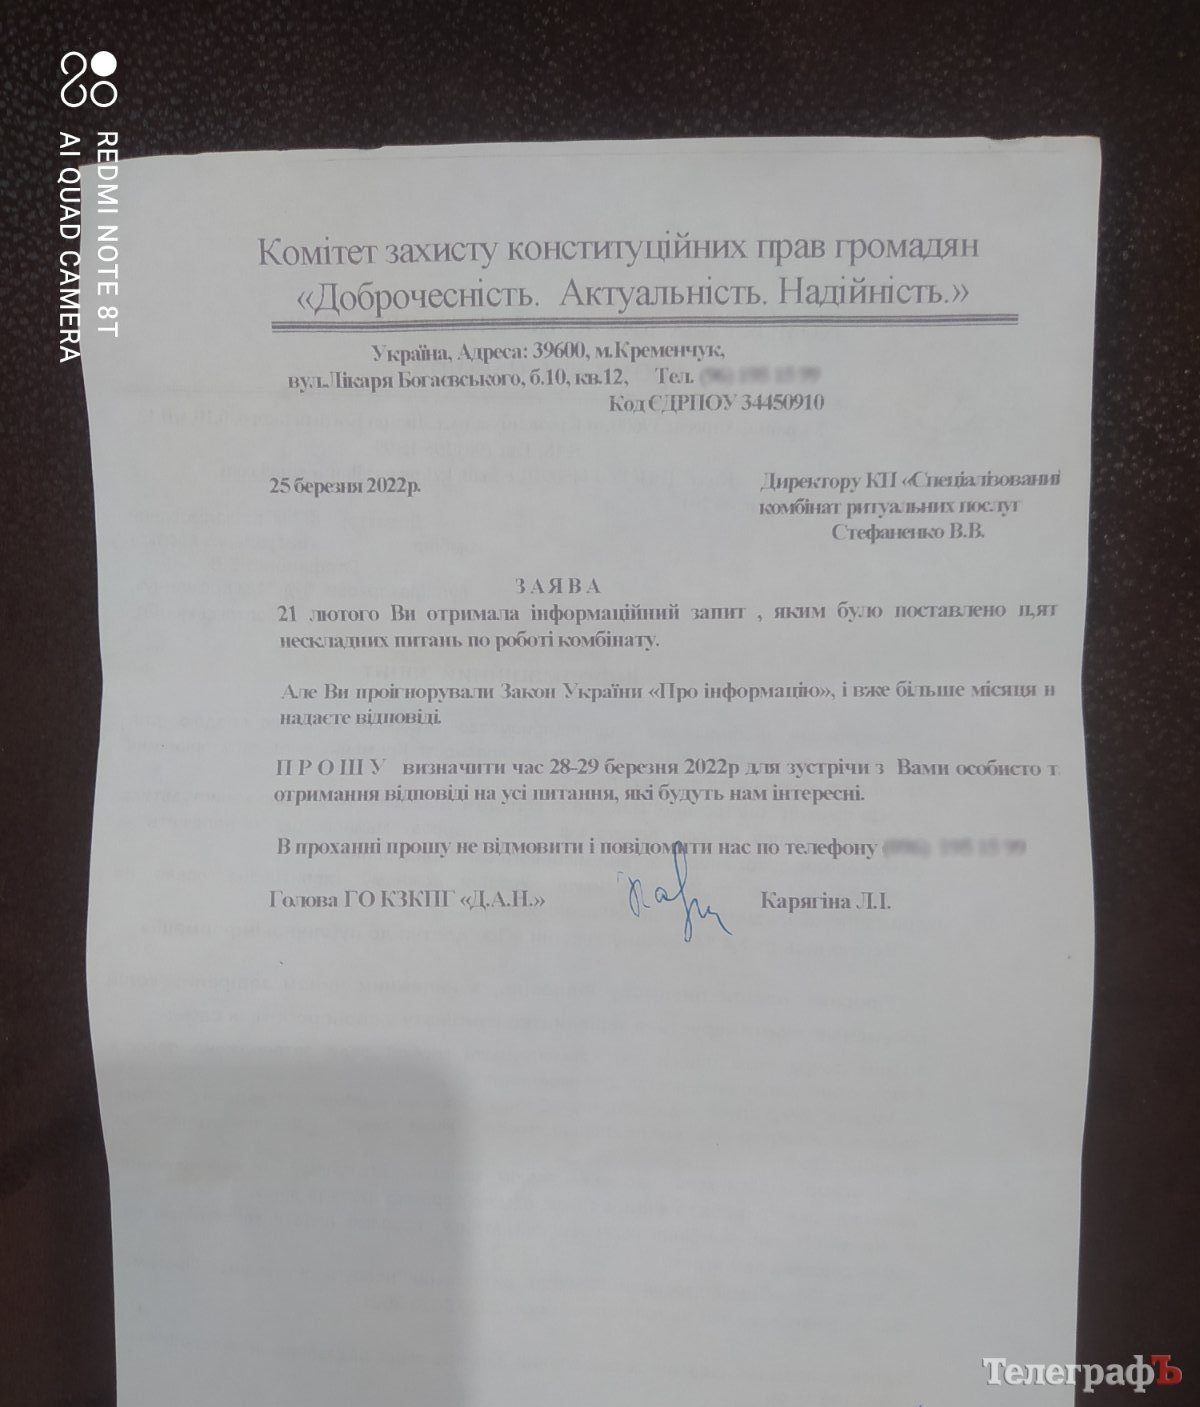 REDMI NOTE 8T
AI QUAD CAMERA
Комітет захисту конституційних прав громадян
«Доброчесність. Актуальність. Надійність.»
Україна, Адреса: 39600, м.Кременчук,
вул.Лікаря Богаєвського, б.10, кв.12, Тел.
Код ЄДРПОУ 34450910
25 березня 2022р.
Директору КП «Спеціалізований
комбінат ритуальних послуг
Стефаненко В.В.
З А Я В А
21 лютого Ви отримала інформаційний запит , яким було поставлено п,ят
нескладних питань по роботі комбінату.
Але Ви проігнорували Закон України «Про інформацію», і вже більше місяця н
надаєте відповіді.
П Р О Ш У визначити час 28-29 березня 2022р для зустрічи з Вами особисто т
отримання відповіді на усі питання, які будуть нам інтересні.
В проханні прошу не відмовити і повідомити нас по телефону
Голова ГО КЗКПГ «Д.А.Н.» Карягіна Л.І.
ТелеграфЪ